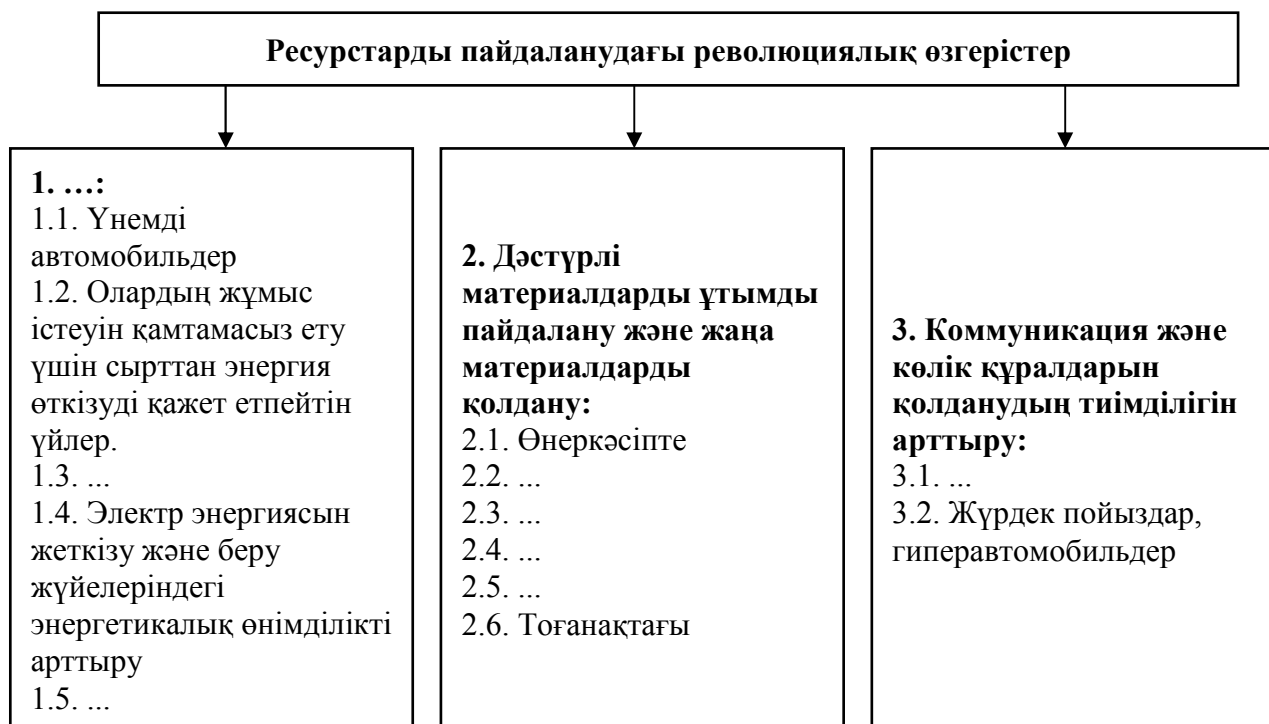 Ресурстарды пайдаланудағы революциялық өзгерістер
1. …:
1.1. Үнемді
автомобильдер
1.2. Олардың жұмыс
істеуін қамтамасыз ету
үшін сырттан энергия
өткізуді қажет етпейтін
үйлер.
1.3. ...
1.4. Электр энергиясын
жеткізу және беру
жүйелеріндегі
энергетикалық өнімділікті
арттыру
1.5. ...
2. Дәстүрлі
материалдарды ұтымды
пайдалану және жаңа
материалдарды
қолдану:
2.1. Өнеркәсіпте
2.2. ...
2.3. ...
2.4. ...
2.5. ...
2.6. Тоғанақтағы
3. Коммуникация және
көлік құралдарын
қолданудың тиімділігін
арттыру:
3.1. ...
3.2. Жүрдек пойыздар,
гиперавтомобильдер